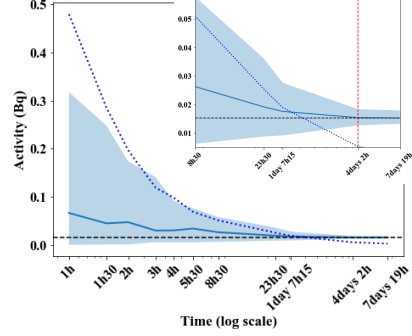 0.5
0.4
0.3
0.2
0.1
0.0
Activity (Bq)
1h
1h30
2h
3h
4h
5h30
8h30
23h30
1day 7h15
4days 2h
7days 19h
Time (log scale)
0.05
0.04
0.03
0.02
0.01
8h30
23h30
1day 7h15
4days 2h
7days 19h